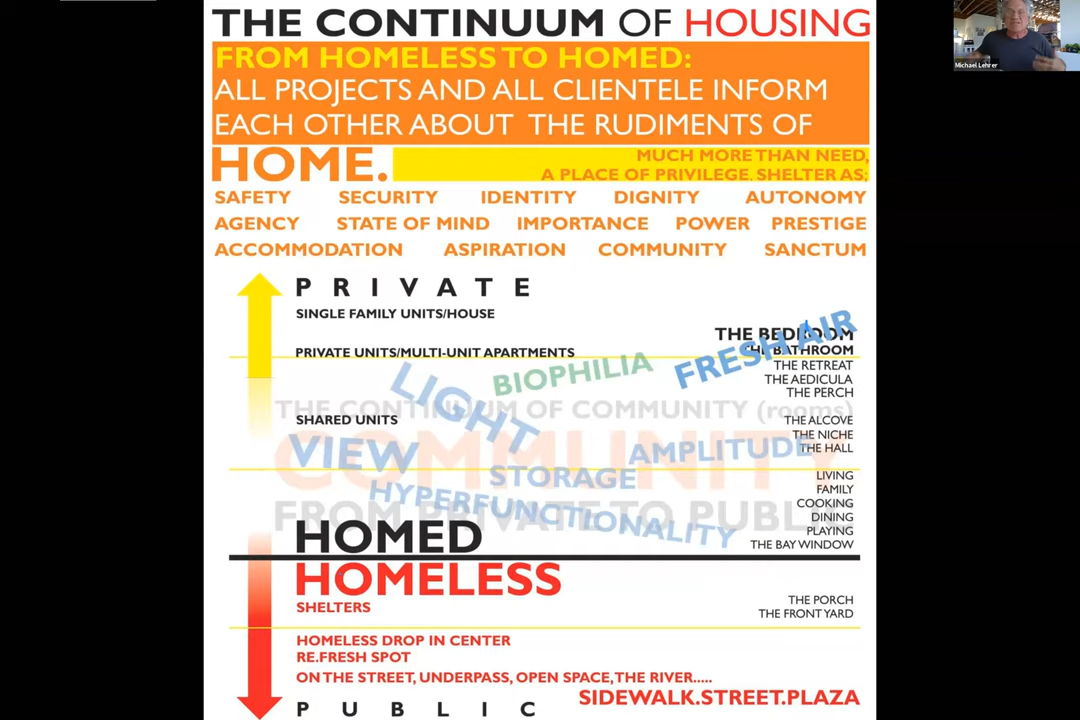 THE CONTINUUM OF HOUSING
FROM HOMELESS TO HOMED:
ALL PROJECTS AND ALL CLIENTELE INFORM
EACH OTHER ABOUT THE RUDIMENTS OF
HOME.
MUCH MORE THAN NEED,
A PLACE OF PRIVILEGE. SHELTER AS;
SAFETY SECURITY IDENTITY DIGNITY AUTONOMY
AGENCY STATE OF MIND IMPORTANCE POWER PRESTIGE
ACCOMMODATION ASPIRATION COMMUNITY SANCTUM
PRIVATE
SINGLE FAMILY UNITS/HOUSE
THE BEDROOM
FRESH AIR
PRIVATE UNITS/MULTI-UNIT APARTMENTS
THE BATHROOM
THE RETREAT
THE AEDICULA
THE PERCH
BIOPHILIA
LIGHT
THE CONTINUUM OF COMMUNITY (rooms)
SHARED UNITS
THE ALCOVE
THE NICHE
THE HALL
COMMUNITY
VIEW
AMPLITUDE
STORAGE
HYPERFUNCTIONALITY
FROM PRIVATE TO PUBLIC
LIVING
FAMILY
COOKING
DINING
PLAYING
THE BAY WINDOW
HOMED
HOMELESS
SHELTERS
THE PORCH
THE FRONT YARD
HOMELESS DROP IN CENTER
RE.FRESH SPOT
ON THE STREET, UNDERPASS, OPEN SPACE, THE RIVER.....
SIDEWALK.STREET.PLAZA
PUBLIC
Michael Lehrer